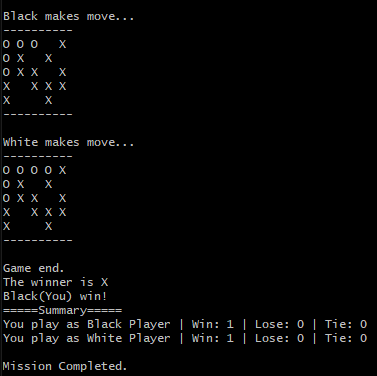 Black makes move...
----------
O O O   X
O X   X
O X X   X
X   X X X
X     X
----------
White makes move...
----------
O O O O X
O X   X
O X X   X
X   X X X
X     X
----------
Game end.
The winner is X
Black(You) win!
=====Summary=====
You play as Black Player | Win: 1 | Lose: 0 | Tie: 0
You play as White Player | Win: 1 | Lose: 0 | Tie: 0
Mission Completed.